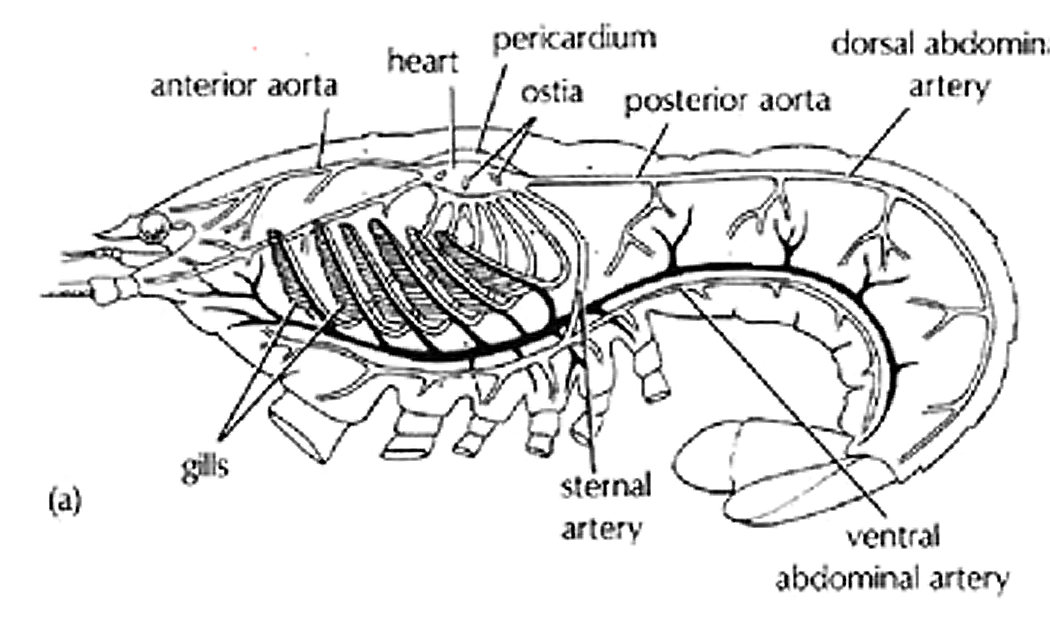 pericardium
dorsal abdomin
artery
heart
anterior aorta
ostia
posterior aorta
gills
(a)
sternal
artery
ventral
abdominal artery